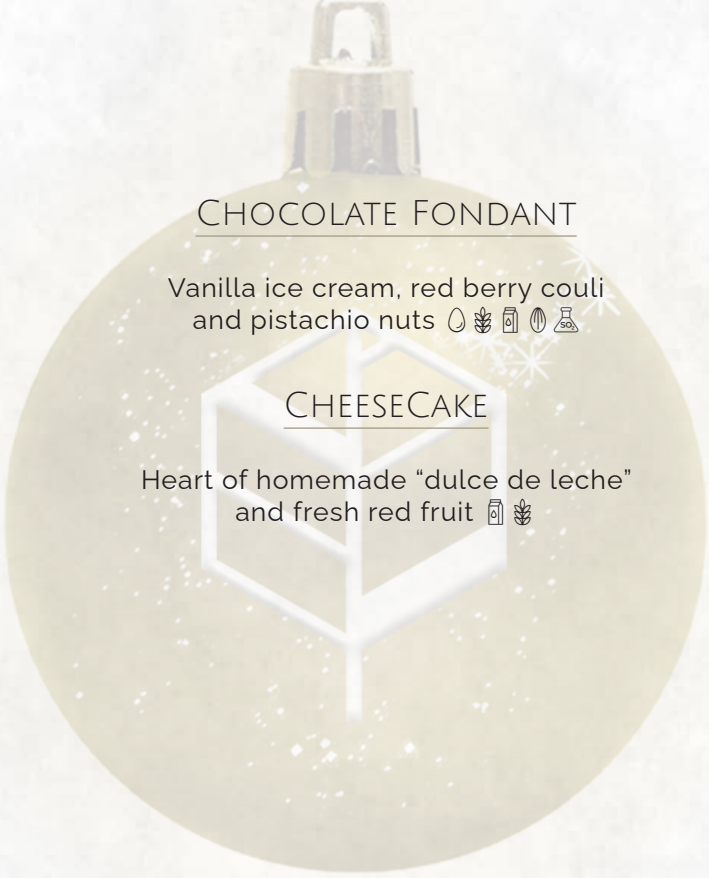 Chocolate Fondant
Vanilla ice cream, red berry couli
and pistachio nuts SO₂
CheeseCake
Heart of homemade “dulce de leche”
and fresh red fruit